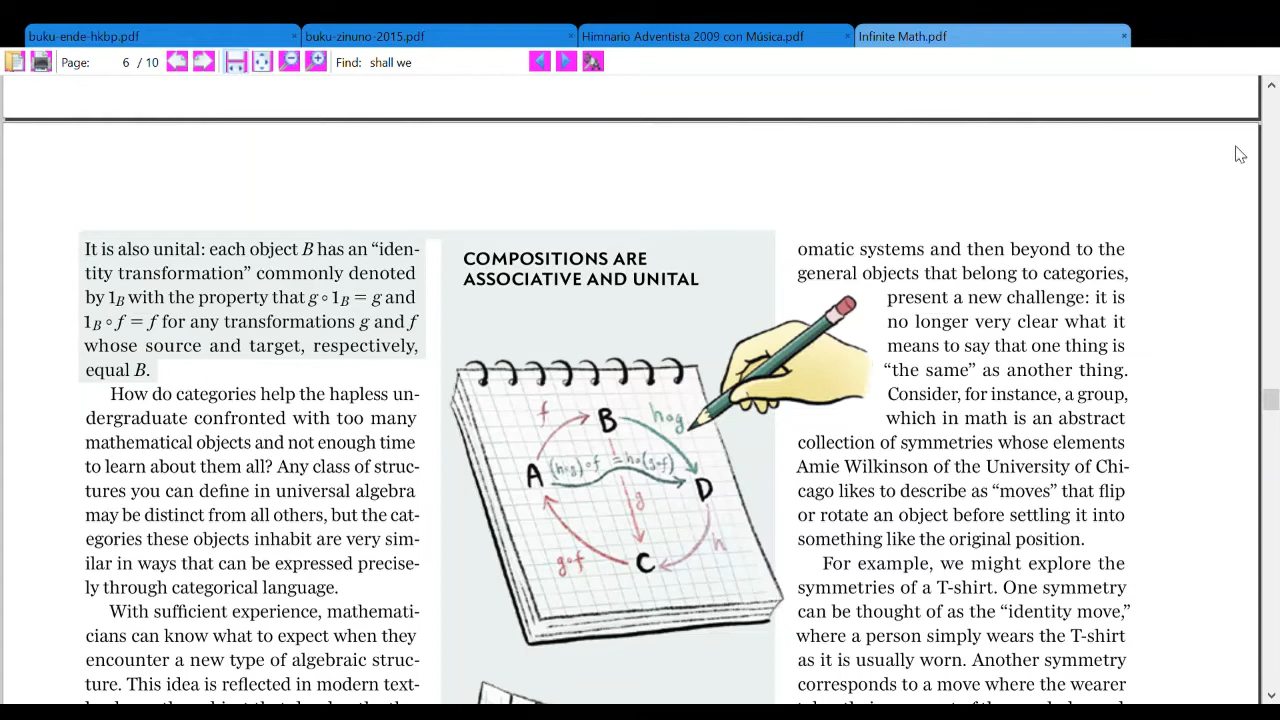 buku-ende-hkbp.pdf
buku-zinuno-2015.pdf
Himnario Adventista 2009 con Música.pdf
Infinite Math.pdf
Page: 6 / 10 Find: shall we
It is also unital: each object B has an “iden-
tity transformation” commonly denoted
by 1B with the property that g ∘ 1B = g and
1B ∘ f = f for any transformations g and f
whose source and target, respectively,
equal B.
How do categories help the hapless un-
dergraduate confronted with too many
mathematical objects and not enough time
to learn about them all? Any class of struc-
tures you can define in universal algebra
may be distinct from all others, but the cat-
egories these objects inhabit are very sim-
ilar in ways that can be expressed precise-
ly through categorical language.
With sufficient experience, mathemati-
cians can know what to expect when they
encounter a new type of algebraic struc-
ture. This idea is reflected in modern text-
COMPOSITIONS ARE
ASSOCIATIVE AND UNITAL
f
B
h∘g
A
(h∘g)∘f = h∘(g∘f)
D
g
g∘f
C
h
omatic systems and then beyond to the
general objects that belong to categories,
present a new challenge: it is
no longer very clear what it
means to say that one thing is
“the same” as another thing.
Consider, for instance, a group,
which in math is an abstract
collection of symmetries whose elements
Amie Wilkinson of the University of Chi-
cago likes to describe as “moves” that flip
or rotate an object before settling it into
something like the original position.
For example, we might explore the
symmetries of a T-shirt. One symmetry
can be thought of as the “identity move,”
where a person simply wears the T-shirt
as it is usually worn. Another symmetry
corresponds to a move where the wearer